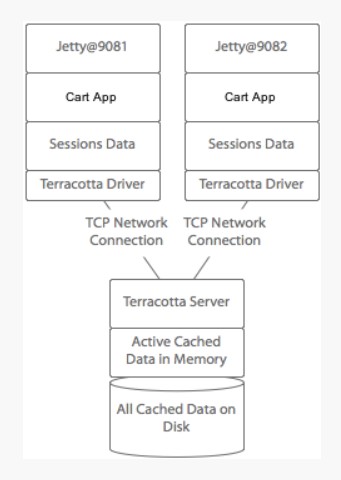 Jetty@9081
Cart App
Sessions Data
Terracotta Driver
Jetty@9082
Cart App
Sessions Data
Terracotta Driver
TCP Network
Connection
TCP Network
Connection
Terracotta Server
Active Cached
Data in Memory
All Cached Data on
Disk